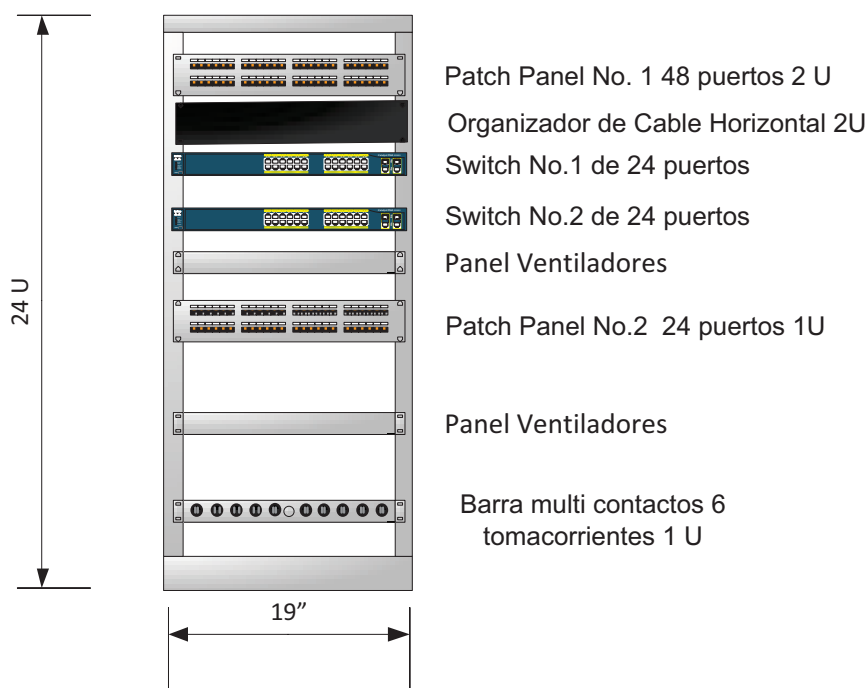 Patch Panel No. 1 48 puertos 2 U
Organizador de Cable Horizontal 2U
Switch No.1 de 24 puertos
Switch No.2 de 24 puertos
Panel Ventiladores
24 U
Patch Panel No.2 24 puertos 1U
Panel Ventiladores
Barra multi contactos 6
tomacorrientes 1 U
19”